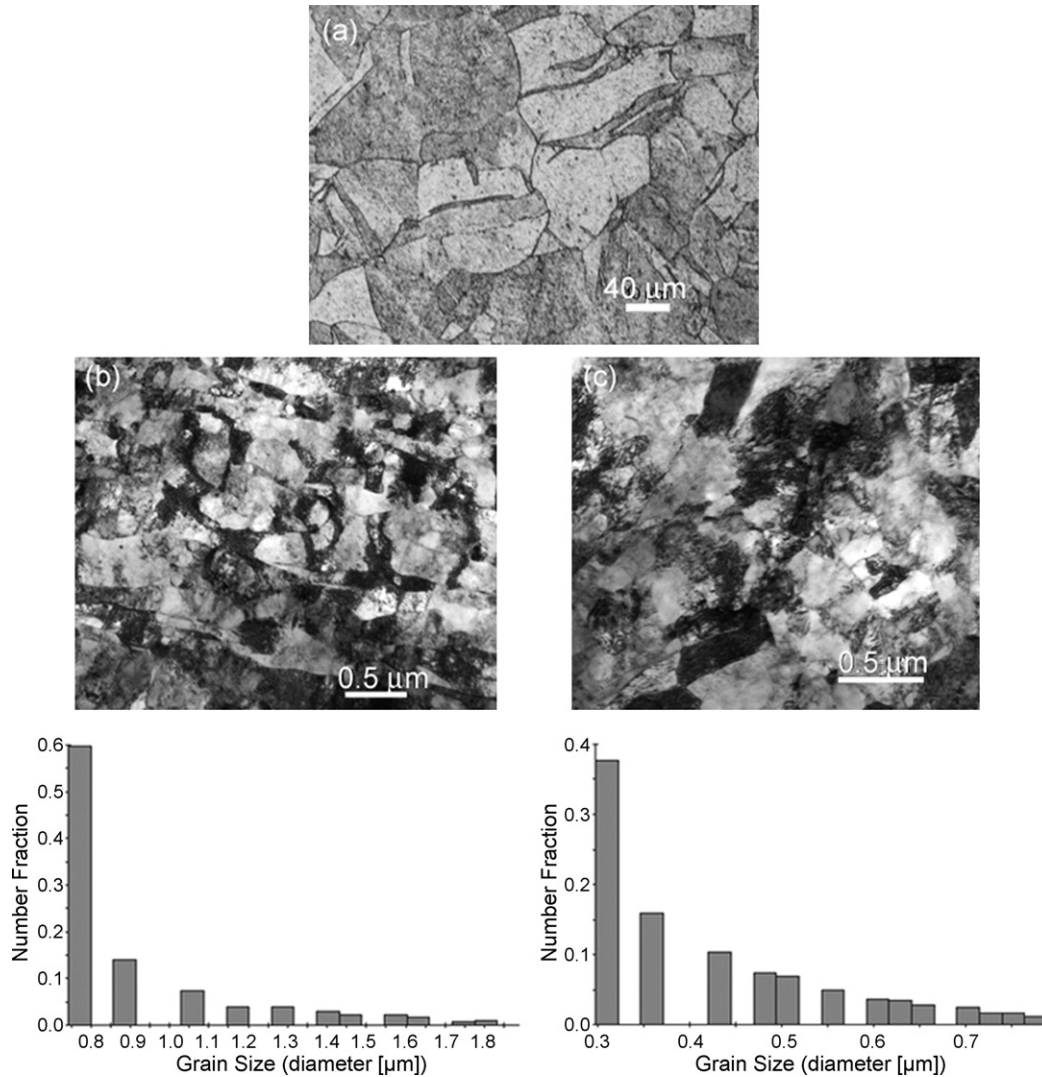 (a)
40 µm
(b)
0.5 µm
(c)
0.5 µm
0.6
0.5
0.4
0.3
0.2
0.1
0.0
Number Fraction
0.8 0.9 1.0 1.1 1.2 1.3 1.4 1.5 1.6 1.7 1.8
Grain Size (diameter [µm])
0.4
0.3
0.2
0.1
0.0
Number Fraction
0.3 0.4 0.5 0.6 0.7
Grain Size (diameter [µm])